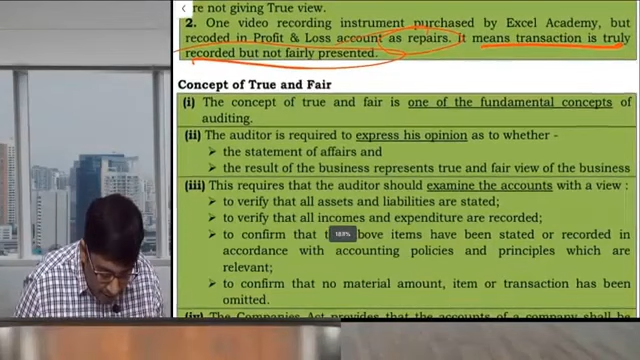 are not giving True view.
2. One video recording instrument purchased by Excel Academy, but
recoded in Profit & Loss account as repairs. It means transaction is truly
recorded but not fairly presented.
Concept of True and Fair
(i) The concept of true and fair is one of the fundamental concepts of
auditing.
(ii) The auditor is required to express his opinion as to whether -
➢ the statement of affairs and
➢ the result of the business represents true and fair view of the business
(iii) This requires that the auditor should examine the accounts with a view :
➢ to verify that all assets and liabilities are stated;
➢ to verify that all incomes and expenditure are recorded;
➢ to confirm that bove items have been stated or recorded in
accordance with accounting policies and principles which are
relevant;
➢ to confirm that no material amount, item or transaction has been
omitted.
(iv) The Companies Act provides that the accounts of a company shall be